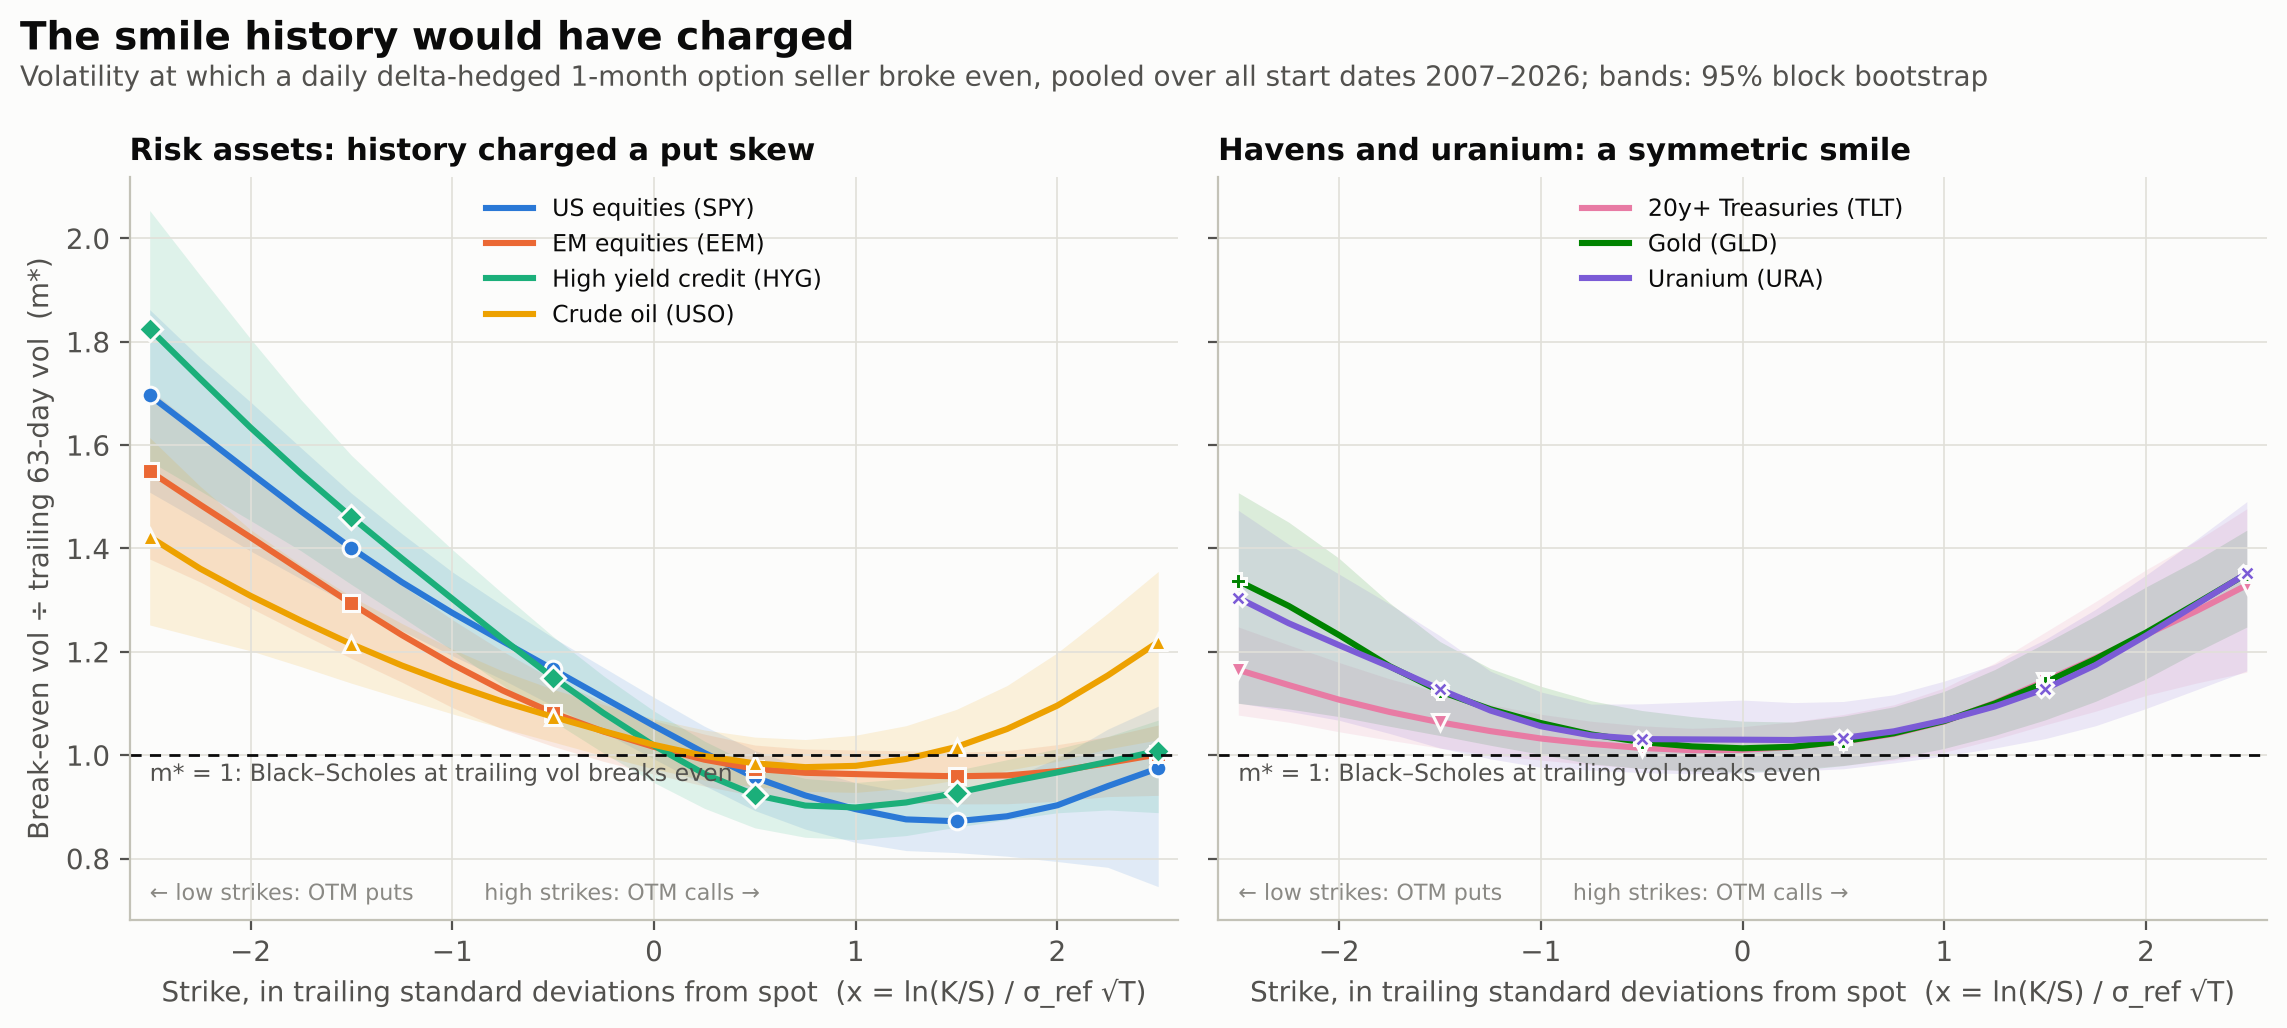 The smile history would have charged
Volatility at which a daily delta-hedged 1-month option seller broke even, pooled over all start dates 2007–2026; bands: 95% block bootstrap
Risk assets: history charged a put skew
US equities (SPY)
EM equities (EEM)
High yield credit (HYG)
Crude oil (USO)
Break-even vol ÷ trailing 63-day vol (m*)
2.0
1.8
1.6
1.4
1.2
1.0
0.8
m* = 1: Black–Scholes at trailing vol breaks even
← low strikes: OTM puts
high strikes: OTM calls →
−2
−1
0
1
2
Strike, in trailing standard deviations from spot (x = ln(K/S) / σ_ref √T)
Havens and uranium: a symmetric smile
20y+ Treasuries (TLT)
Gold (GLD)
Uranium (URA)
m* = 1: Black–Scholes at trailing vol breaks even
← low strikes: OTM puts
high strikes: OTM calls →
−2
−1
0
1
2
Strike, in trailing standard deviations from spot (x = ln(K/S) / σ_ref √T)